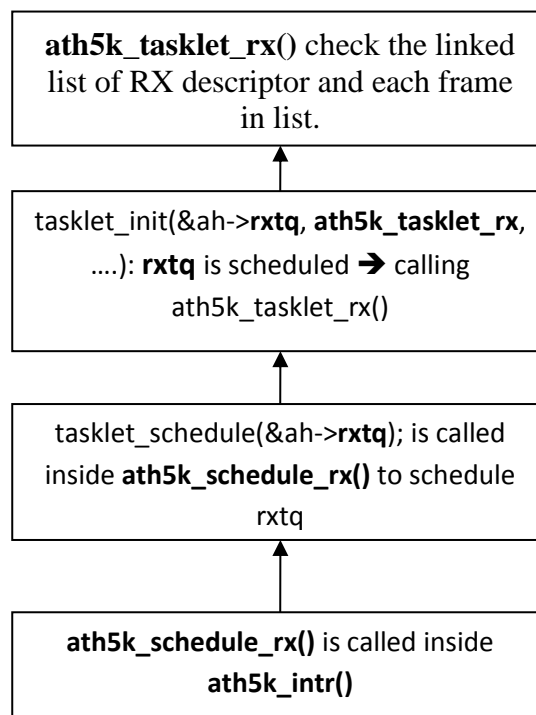 ath5k_tasklet_rx() check the linked
list of RX descriptor and each frame
in list.
tasklet_init(&ah->rxtq, ath5k_tasklet_rx,
….): rxtq is scheduled ➔ calling
ath5k_tasklet_rx()
tasklet_schedule(&ah->rxtq); is called
inside ath5k_schedule_rx() to schedule
rxtq
ath5k_schedule_rx() is called inside
ath5k_intr()